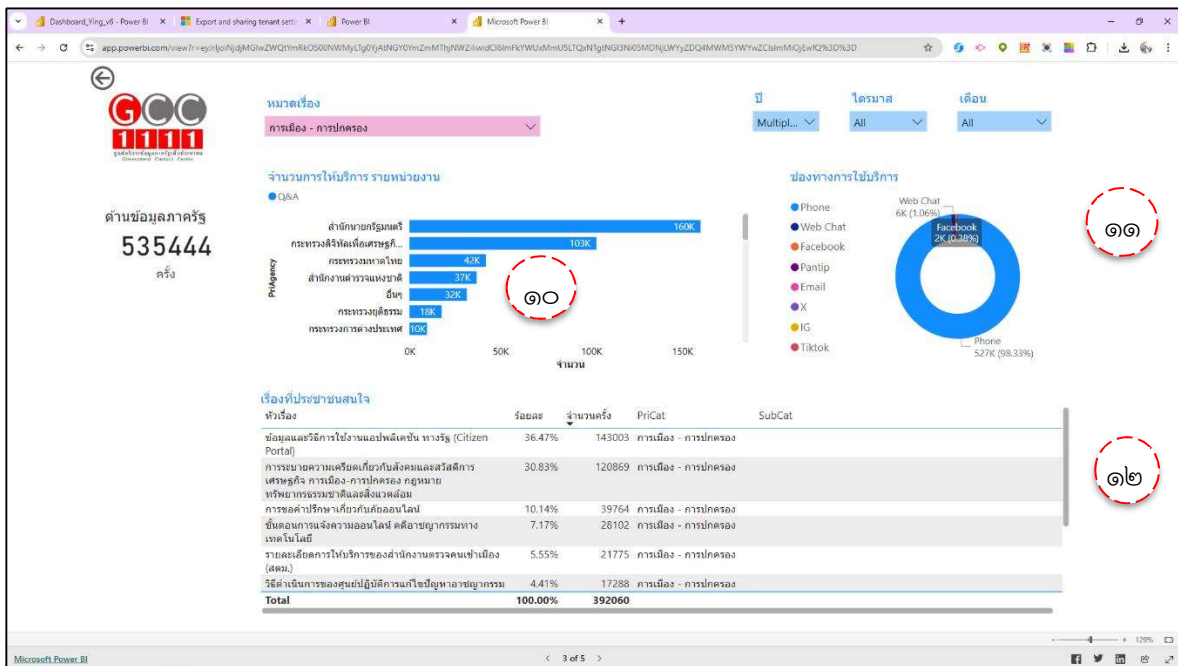 Dashboard_Ying_v6 - Power BI
Export and sharing tenant setti
Power BI
Microsoft Power BI
GCC
1111
ศูนย์บริการข้อมูลภาครัฐเพื่อประชาชน
Government Contact Center
หมวดเรื่อง
การเมือง - การปกครอง
ปี
ไตรมาส
เดือน
Multipl...
All
All
ด้านข้อมูลภาครัฐ
535444
ครั้ง
จำนวนการให้บริการ รายหน่วยงาน
Q&A
PriAgency
สำนักนายกรัฐมนตรี
160K
กระทรวงดิจิทัลเพื่อเศรษฐกิ...
103K
กระทรวงมหาดไทย
42K
สำนักงานตำรวจแห่งชาติ
37K
อื่นๆ
32K
กระทรวงยุติธรรม
18K
กระทรวงการต่างประเทศ
10K
0K 50K 100K 150K
จำนวน
๑๐
ช่องทางการใช้บริการ
Phone
Web Chat
Facebook
Pantip
Email
X
IG
Tiktok
Web Chat
6K (1.06%)
Facebook
2K (0.38%)
Phone
527K (98.33%)
๑๑
เรื่องที่ประชาชนสนใจ
หัวเรื่อง ร้อยละ จำนวนครั้ง PriCat SubCat
ข้อมูลและวิธีการใช้งานแอปพลิเคชัน ทางรัฐ (Citizen 36.47% 143003 การเมือง - การปกครอง
Portal)
การระบายความเครียดเกี่ยวกับสังคมและสวัสดิการ 30.83% 120869 การเมือง - การปกครอง
เศรษฐกิจ การเมือง-การปกครอง กฎหมาย
ทรัพยากรธรรมชาติและสิ่งแวดล้อม
การขอคำปรึกษาเกี่ยวกับภัยออนไลน์ 10.14% 39764 การเมือง - การปกครอง
ขั้นตอนการแจ้งความออนไลน์ คดีอาชญากรรมทาง 7.17% 28102 การเมือง - การปกครอง
เทคโนโลยี
รายละเอียดการให้บริการของสำนักงานตรวจคนเข้าเมือง 5.55% 21775 การเมือง - การปกครอง
(สตม.)
วิธีดำเนินการของศูนย์ปฏิบัติการแก้ไขปัญหาอาชญากรรม 4.41% 17288 การเมือง - การปกครอง
Total 100.00% 392060
๑๒
129%
Microsoft Power BI
3 of 5